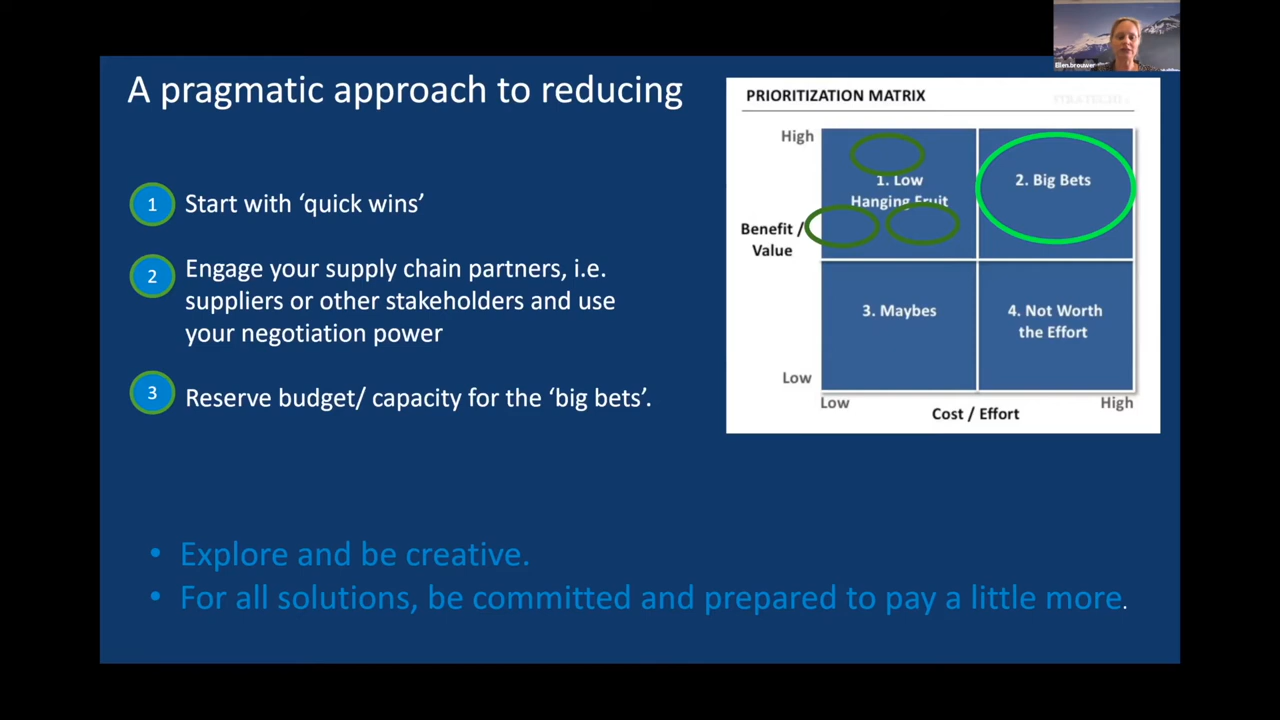 Ellen.brouwer
A pragmatic approach to reducing
1
Start with ‘quick wins’
2
Engage your supply chain partners, i.e.
suppliers or other stakeholders and use
your negotiation power
3
Reserve budget/ capacity for the ‘big bets’.
PRIORITIZATION MATRIX
High
1. Low
Hanging Fruit
2. Big Bets
Benefit /
Value
3. Maybes
4. Not Worth
the Effort
Low
Low
High
Cost / Effort
• Explore and be creative.
• For all solutions, be committed and prepared to pay a little more.